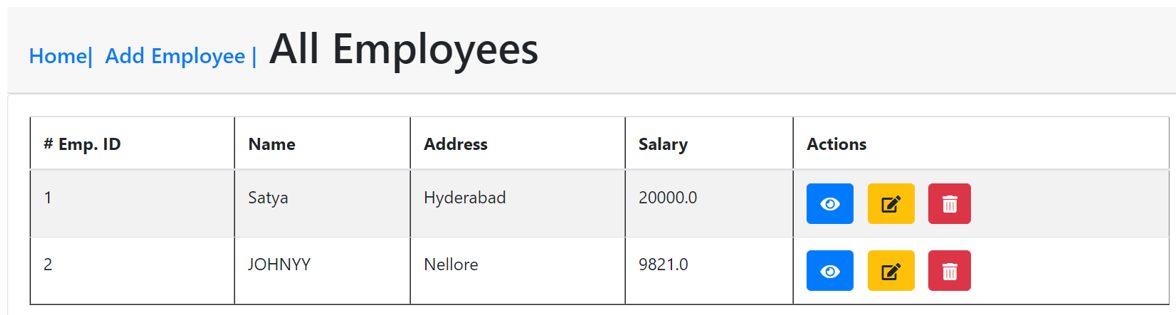 Home| Add Employee | All Employees
# Emp. ID Name Address Salary Actions
1 Satya Hyderabad 20000.0
2 JOHNYY Nellore 9821.0